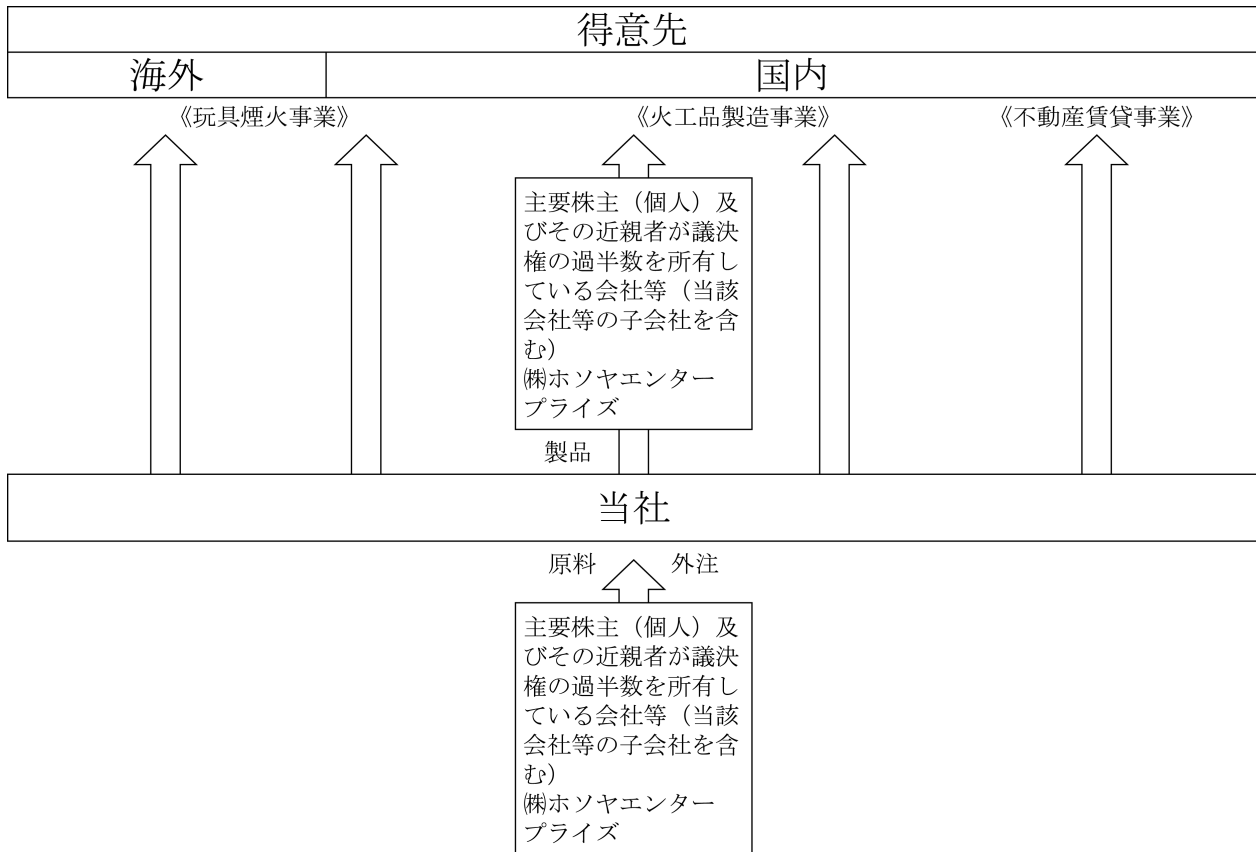 得意先
海外
国内
《玩具煙火事業》
《火工品製造事業》
《不動産賃貸事業》
主要株主（個人）及
びその近親者が議決
権の過半数を所有し
ている会社等（当該
会社等の子会社を含
む）
㈱ホソヤエンター
プライズ
製品
当社
原料
外注
主要株主（個人）及
びその近親者が議決
権の過半数を所有し
ている会社等（当該
会社等の子会社を含
む）
㈱ホソヤエンター
プライズ